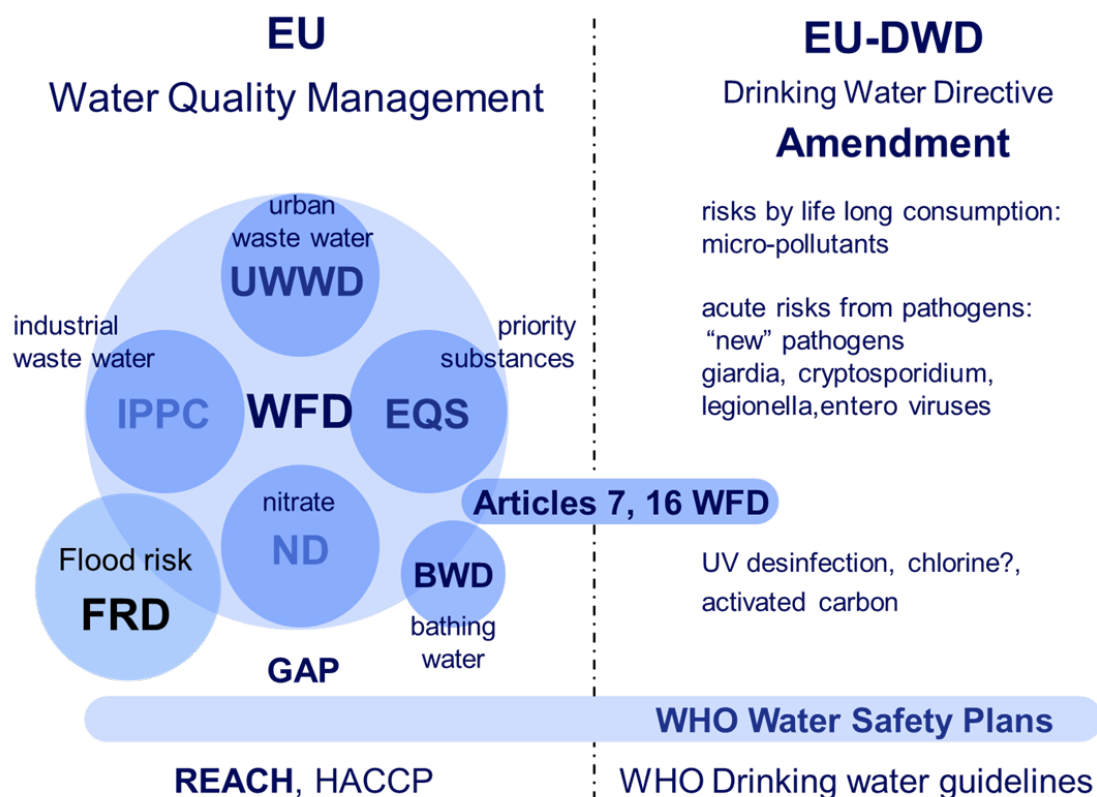 EU
Water Quality Management
urban
waste water
UWWD
industrial
waste water
IPPC
WFD
priority
substances
EQS
nitrate
ND
Flood risk
FRD
BWD
bathing
water
GAP
Articles 7, 16 WFD
EU-DWD
Drinking Water Directive
Amendment
risks by life long consumption:
micro-pollutants
acute risks from pathogens:
“new” pathogens
giardia, cryptosporidium,
legionella,entero viruses
UV desinfection, chlorine?,
activated carbon
WHO Water Safety Plans
REACH, HACCP
WHO Drinking water guidelines